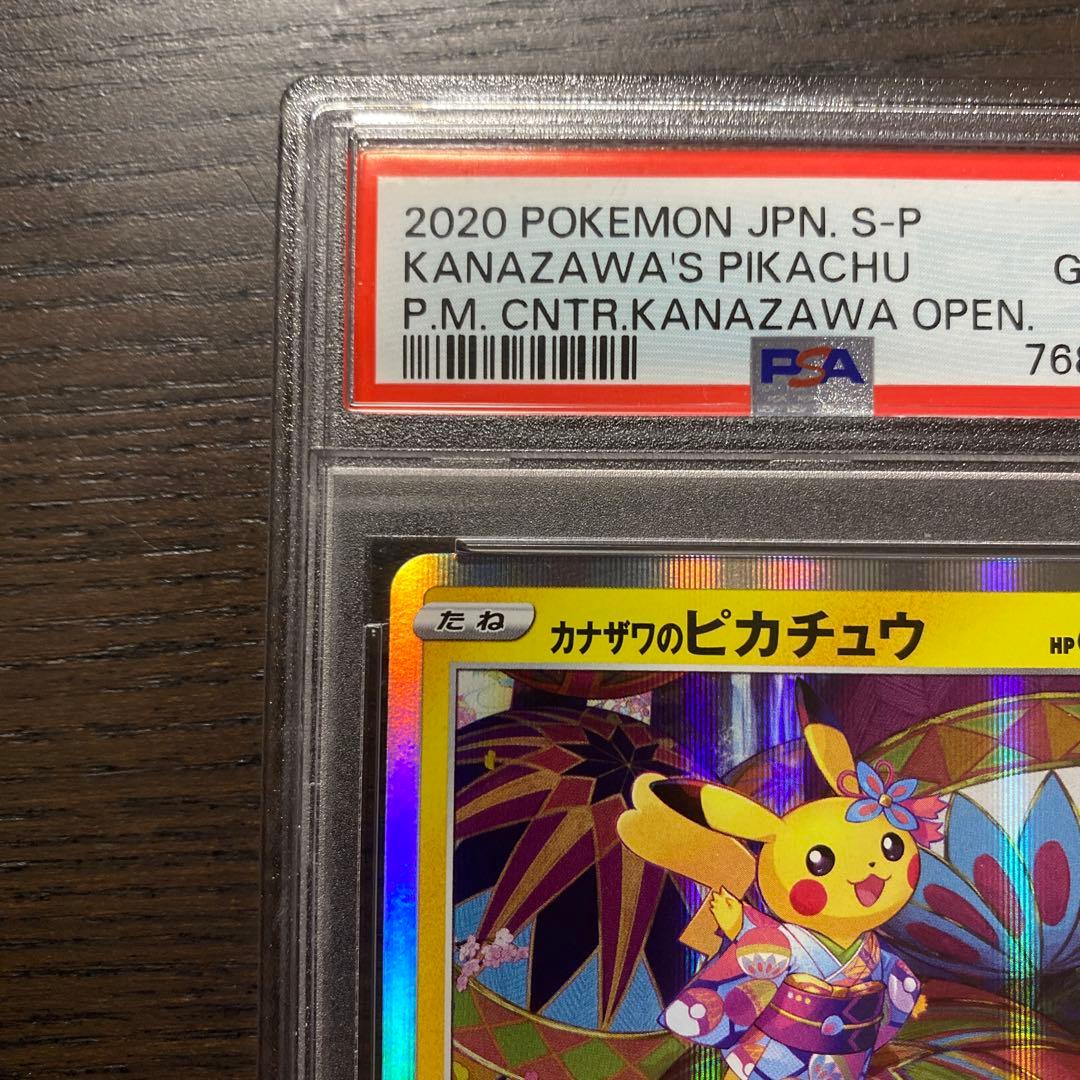 2020 POKEMON JPN. S-P
KANAZAWA'S PIKACHU G
P.M. CNTR.KANAZAWA OPEN.
768
PSA
たね カナザワのピカチュウ HP